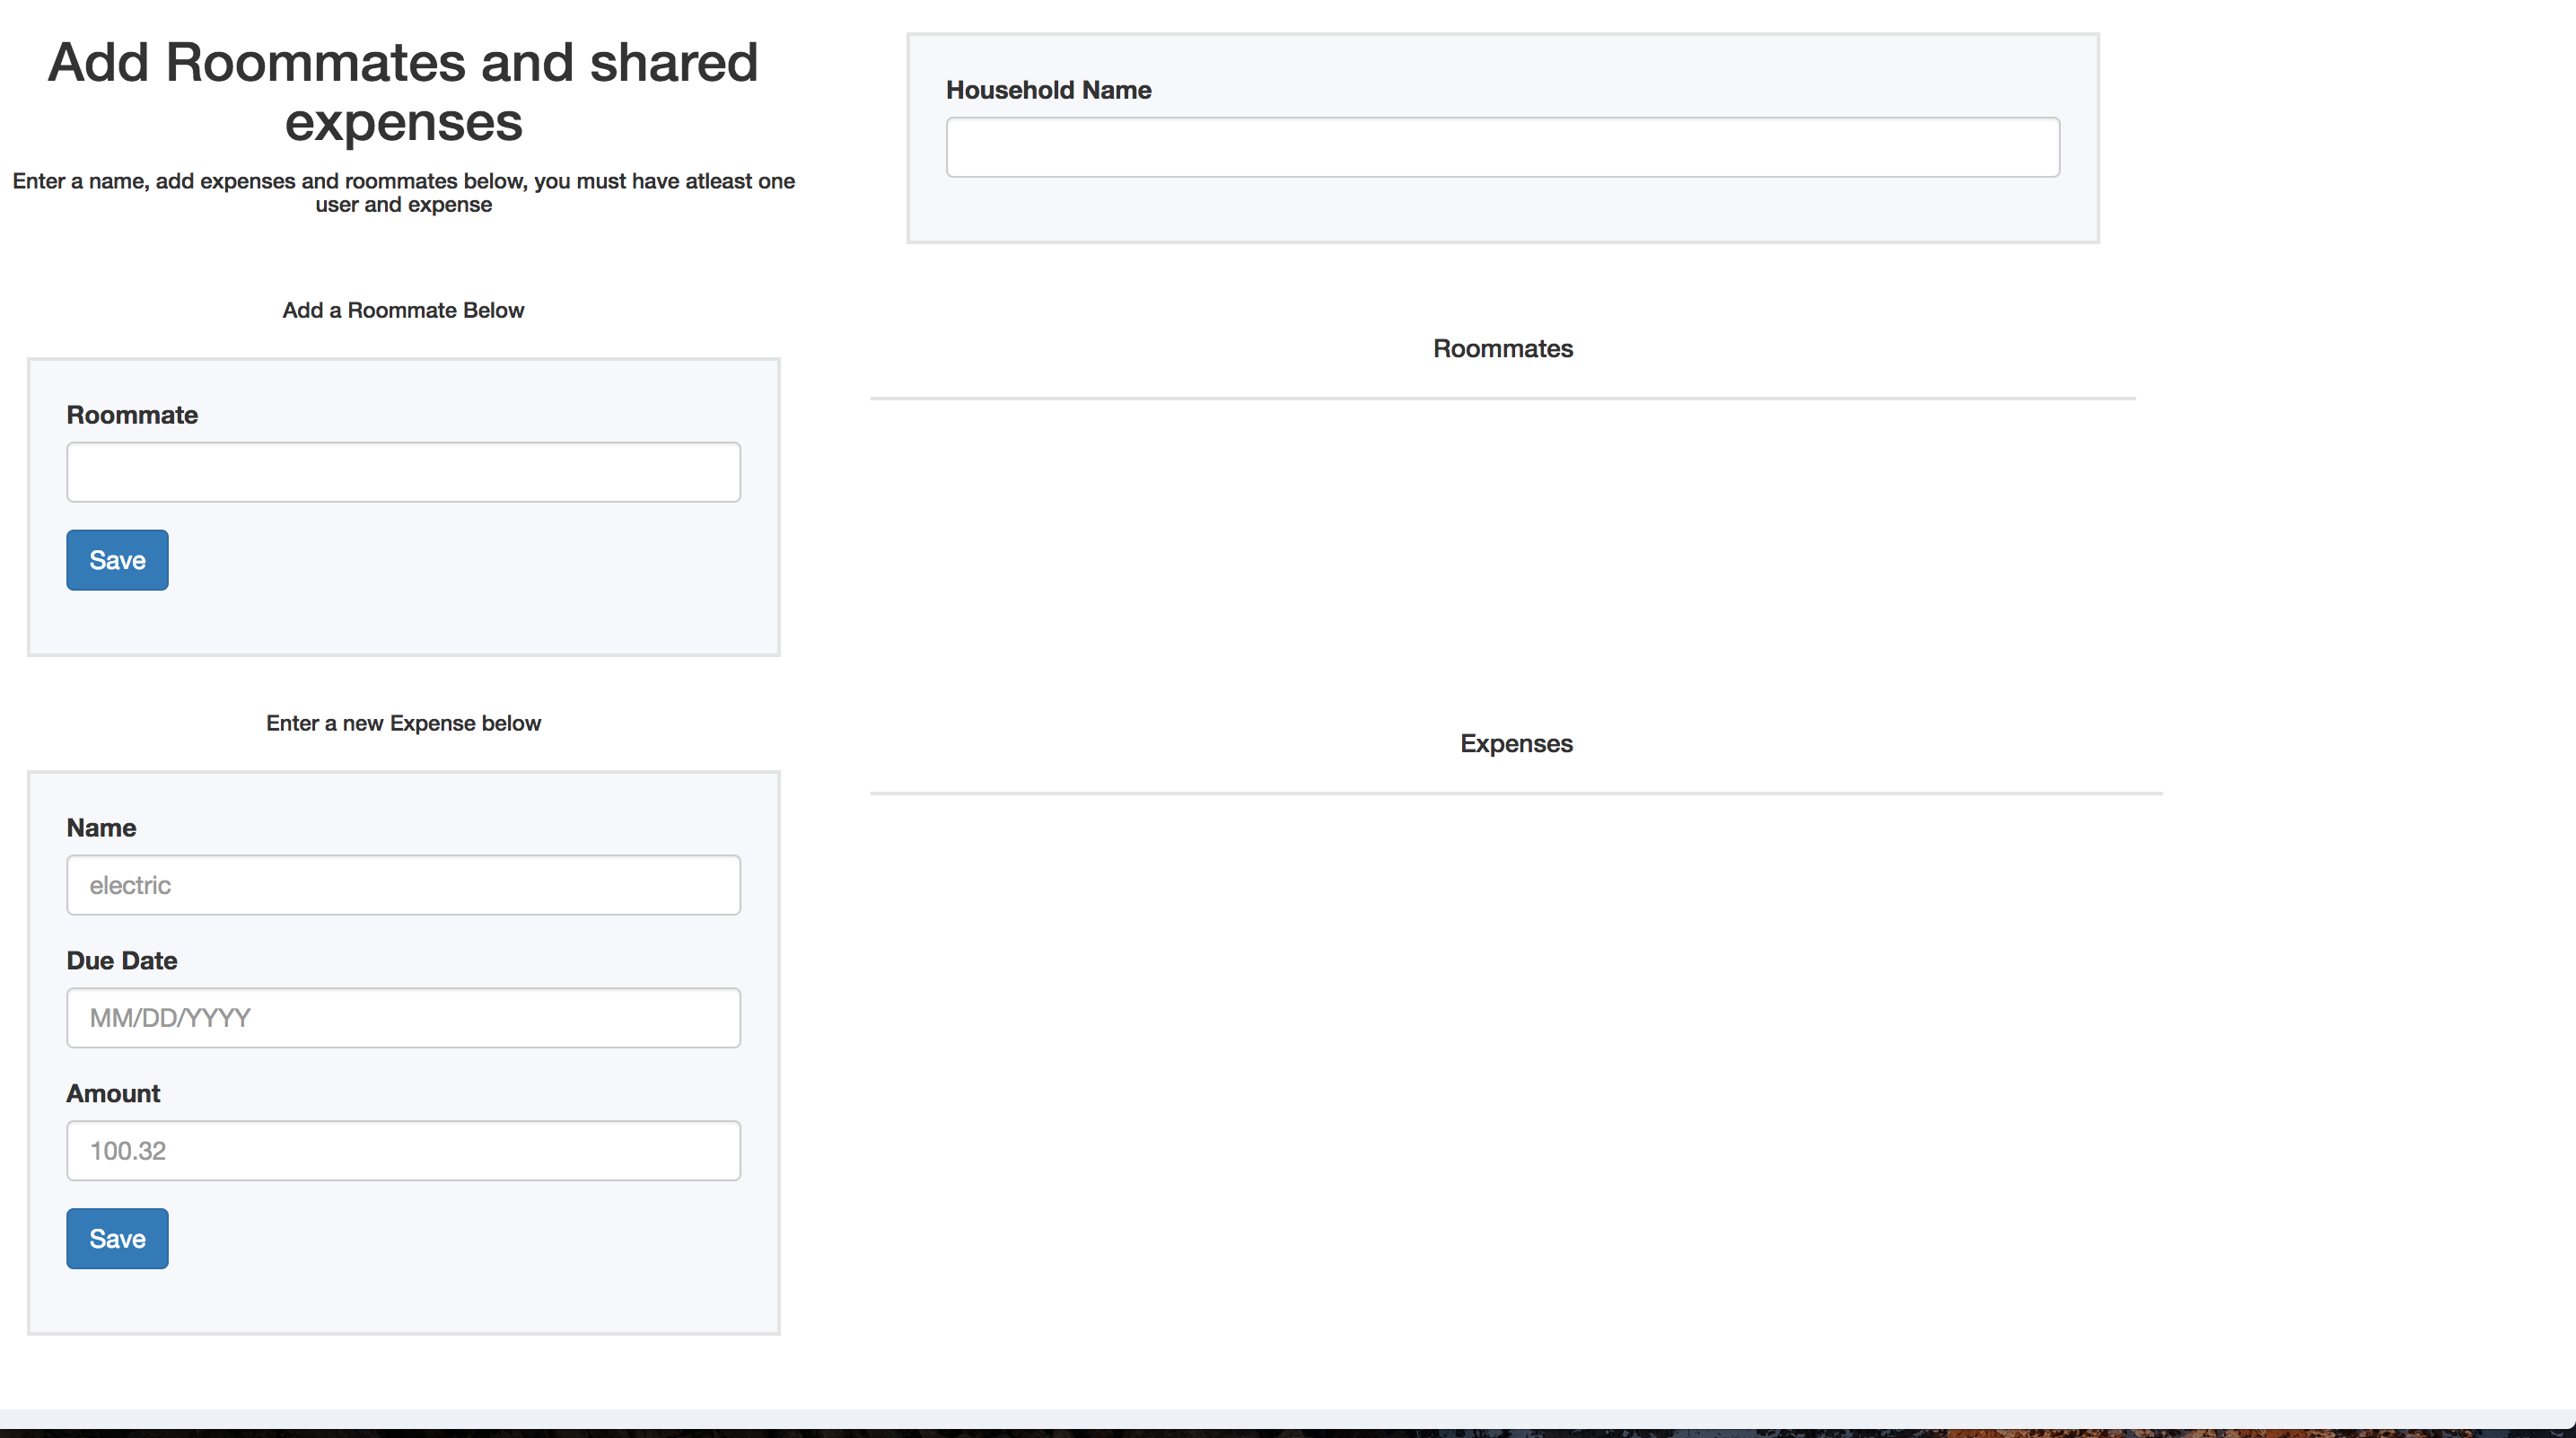 Add Roommates and shared
expenses
Enter a name, add expenses and roommates below, you must have atleast one
user and expense
Add a Roommate Below
Roommate
Save
Enter a new Expense below
Name
electric
Due Date
MM/DD/YYYY
Amount
100.32
Save
Household Name
Roommates
Expenses